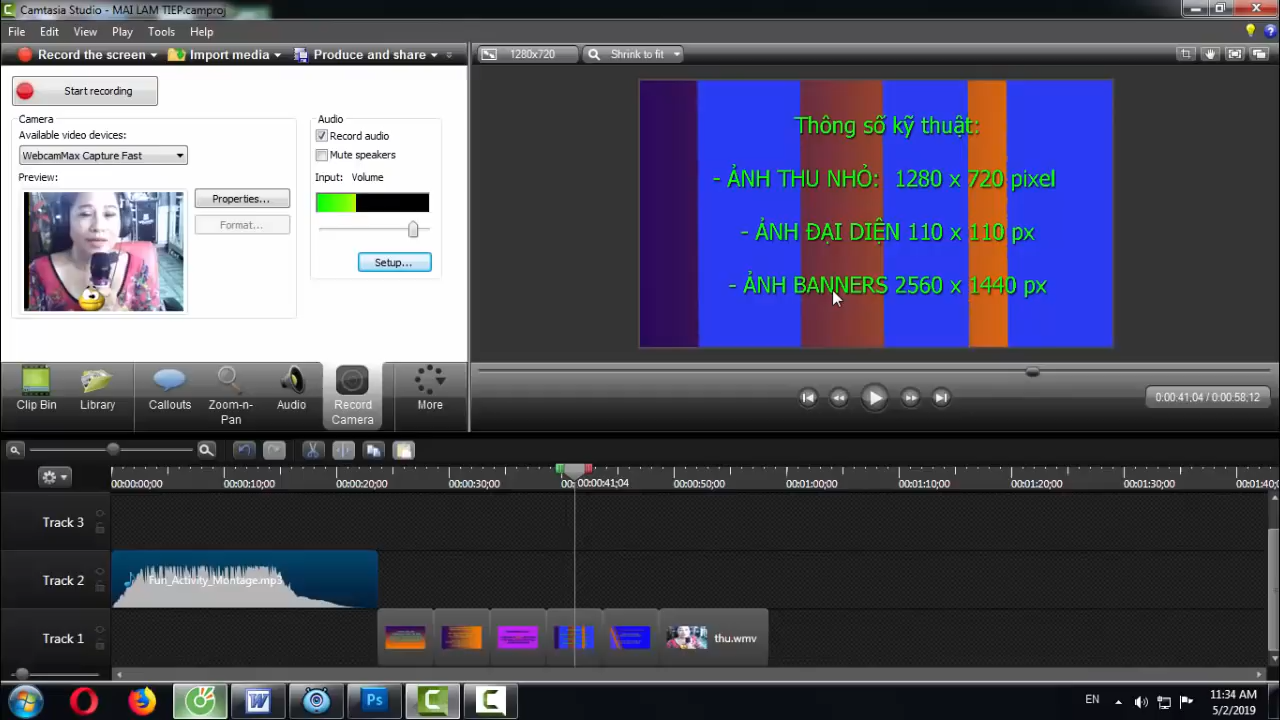 Camtasia Studio - MAI LAM TIEP.camproj
File Edit View Play Tools Help
Record the screen Import media Produce and share
1280x720 Shrink to fit
Start recording
Camera
Available video devices:
WebcamMax Capture Fast
Preview:
Properties...
Format...
Audio
Record audio
Mute speakers
Input: Volume
Setup...
Thông số kỹ thuật:
- ẢNH THU NHỎ: 1280 x 720 pixel
- ẢNH ĐẠI DIỆN 110 x 110 px
- ẢNH BANNERS 2560 x 1440 px
Clip Bin
Library
Callouts
Zoom-n-
Pan
Audio
Record
Camera
More
0:00:41;04 / 0:00:58;12
00:00:00;00 00:00:10;00 00:00:20;00 00:00:30;00 00:00:41;04 00:00:50;00 00:01:00;00 00:01:10;00 00:01:20;00 00:01:30;00 00:01:40;
Track 3
Track 2
Fun_Activity_Montage.mp3
Track 1
thu.wmv
W
Ps
EN
11:34 AM
5/2/2019